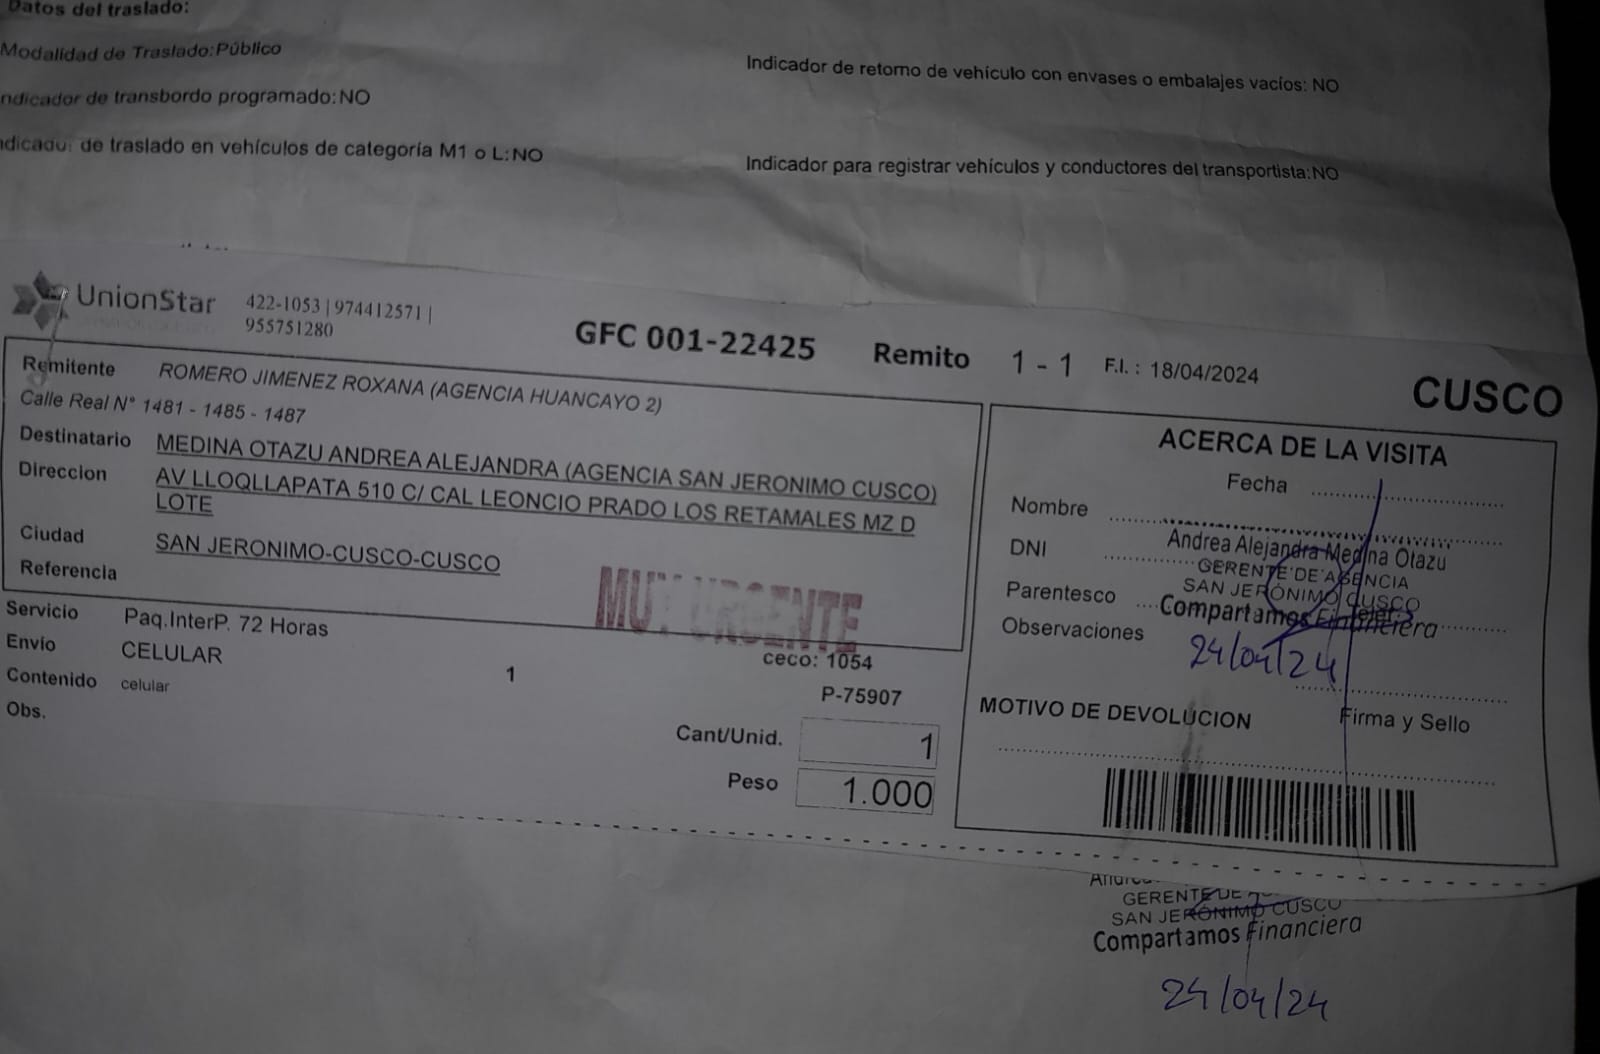 Datos del traslado:
Modalidad de Traslado:Público
Indicador de retorno de vehículo con envases o embalajes vacíos: NO
ndicador de transbordo programado:NO
ndicador de traslado en vehículos de categoría M1 o L:NO
Indicador para registrar vehículos y conductores del transportista:NO
UnionStar
422-1053 | 974412571 |
955751280
GFC 001-22425 Remito 1 - 1 F.I. : 18/04/2024
CUSCO
Remitente ROMERO JIMENEZ ROXANA (AGENCIA HUANCAYO 2)
Calle Real N° 1481 - 1485 - 1487
Destinatario MEDINA OTAZU ANDREA ALEJANDRA (AGENCIA SAN JERONIMO CUSCO)
Direccion AV LLOQLLAPATA 510 C/ CAL LEONCIO PRADO LOS RETAMALES MZ D
LOTE
Ciudad SAN JERONIMO-CUSCO-CUSCO
Referencia
MUY URGENTE
Servicio Paq.InterP. 72 Horas
Envío CELULAR
Contenido celular 1
Obs.
ceco: 1054
P-75907
Cant/Unid. 1
Peso 1.000
ACERCA DE LA VISITA
Fecha
Nombre
DNI
Parentesco
Observaciones
Andrea Alejandra Medina Otazu
GERENTE DE AGENCIA
SAN JERÓNIMO CUSCO
Compartamos Financiera
24/04/24
MOTIVO DE DEVOLUCION
Firma y Sello
GERENTE DE
SAN JERÓNIMO CUSCO
Compartamos Financiera
24/04/24